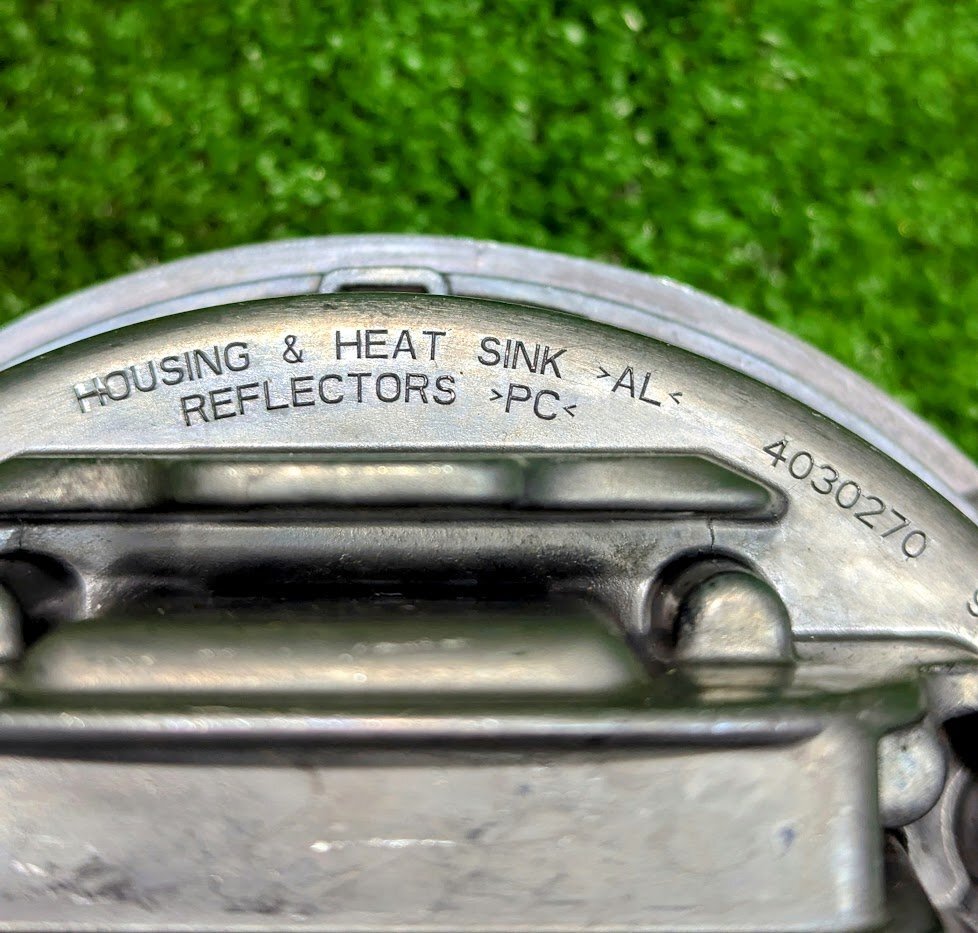 HOUSING & HEAT SINK >AL<
REFLECTORS >PC<
4030270